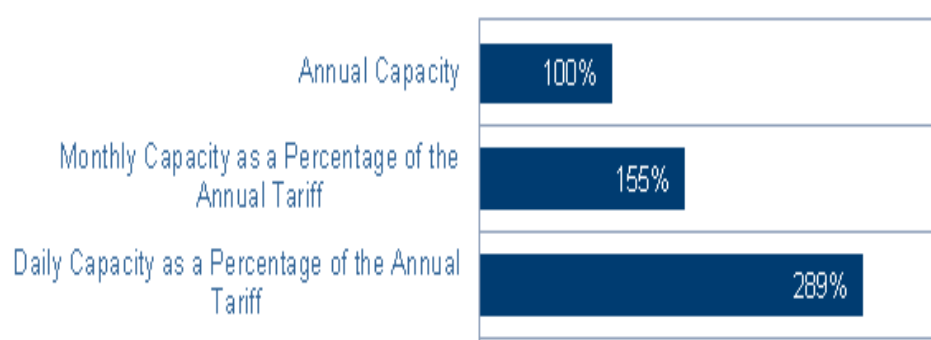 Annual Capacity
100%
Monthly Capacity as a Percentage of the
Annual Tariff
155%
Daily Capacity as a Percentage of the Annual
Tariff
289%